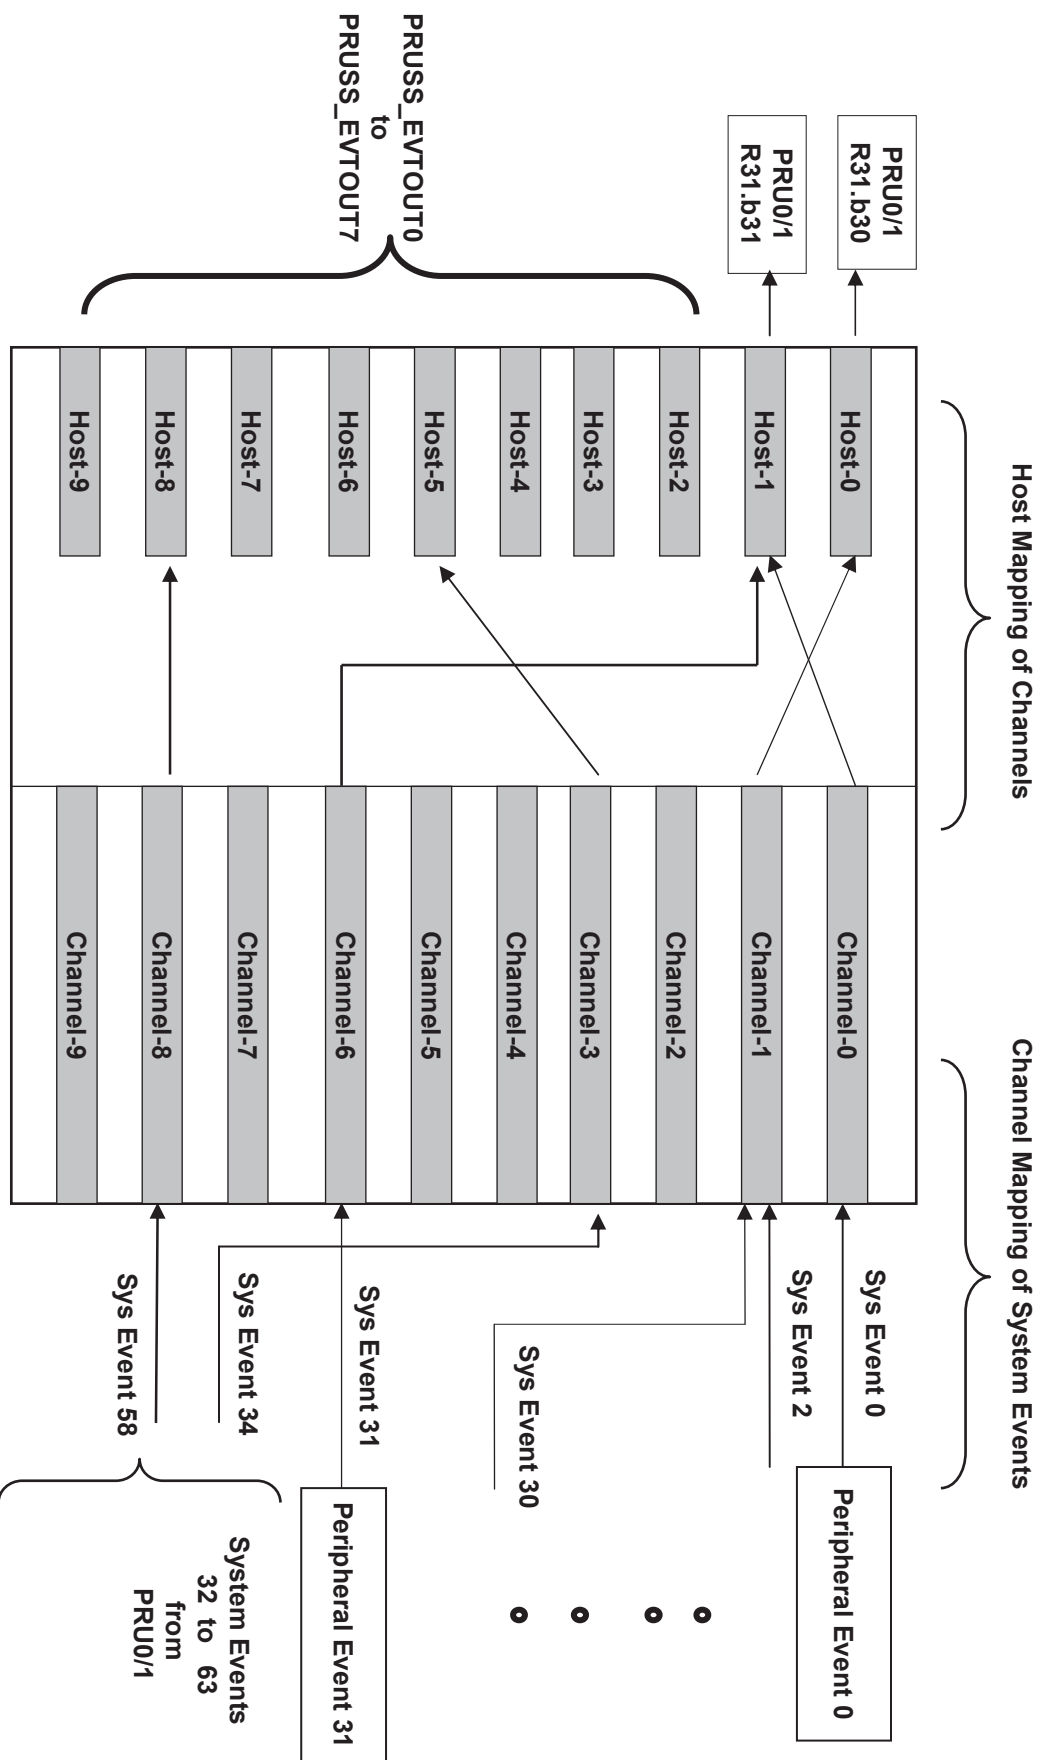 Host Mapping of Channels
Channel Mapping of System Events
PRU0/1
R31.b30
PRU0/1
R31.b31
PRUSS_EVTOUT0
to
PRUSS_EVTOUT7
Host-0
Host-1
Host-2
Host-3
Host-4
Host-5
Host-6
Host-7
Host-8
Host-9
Channel-0
Channel-1
Channel-2
Channel-3
Channel-4
Channel-5
Channel-6
Channel-7
Channel-8
Channel-9
Sys Event 0
Sys Event 2
Sys Event 30
Sys Event 31
Sys Event 34
Sys Event 58
Peripheral Event 0
Peripheral Event 31
System Events
32 to 63
from
PRU0/1